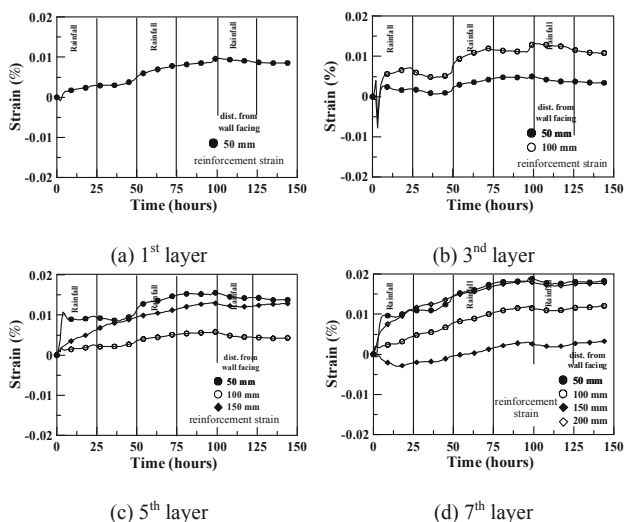 Rainfall
Rainfall
Rainfall
0.02
0.01
0
-0.01
-0.02
Strain (%)
dist. from
wall facing
50 mm
reinforcement strain
0 25 50 75 100 125 150
Time (hours)
(a) 1st layer
Rainfall
Rainfall
Rainfall
0.02
0.01
0
-0.01
-0.02
Strain (%)
dist. from
wall facing
50 mm
100 mm
reinforcement strain
0 25 50 75 100 125 150
Time (hours)
(b) 3nd layer
Rainfall
Rainfall
Rainfall
0.02
0.01
0
0.01
0.02
Strain (%)
dist. from
wall facing
50 mm
100 mm
150 mm
reinforcement strain
0 25 50 75 100 125 150
Time (hours)
(c) 5th layer
Rainfall
Rainfall
Rainfall
0.02
0.01
0
0.01
0.02
Strain (%)
dist. from
wall facing
50 mm
100 mm
150 mm
200 mm
reinforcement
strain
0 25 50 75 100 125 150
Time (hours)
(d) 7th layer